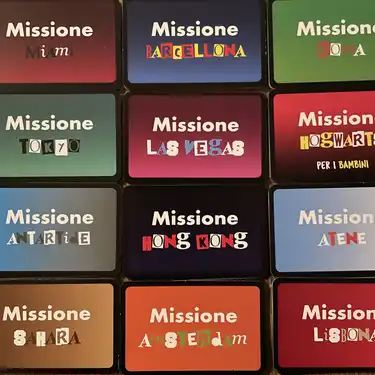 Missione
Miami
Missione
BARCELLONA
Missione
ROMA
Missione
TOKYO
Missione
LAS VEGAS
Missione
HOGWARTS
PER I BAMBINI
Missione
ANTARTIDE
Missione
HONG KONG
Missione
ATENE
Missione
SAHARA
Missione
AMSTERdam
Missione
LiSBONA